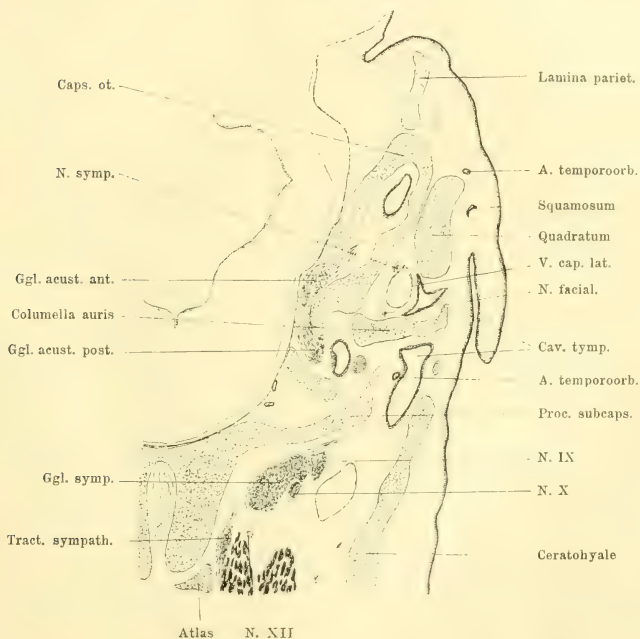 Caps. ot.
N. symp.
Ggl. acust. ant.
Columella auris
Ggl. acust. post.
Ggl. symp.
Tract. sympath.
Lamina pariet.
A. temporoorb.
Squamosum
Quadratum
V. cap. lat.
N. facial.
Cav. tymp.
A. temporoorb.
Proc. subcaps.
N. IX
N. X
Ceratohyale
Atlas N. XII